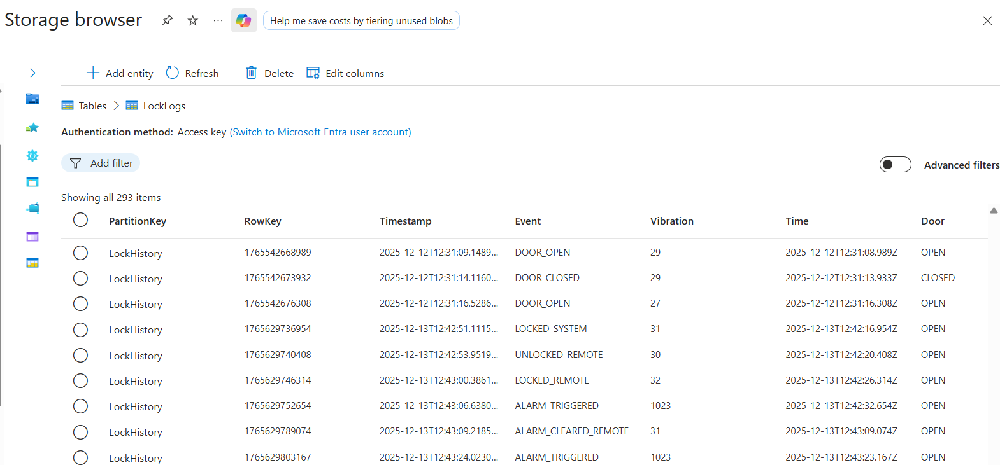 Storage browser ... Help me save costs by tiering unused blobs
Add entity Refresh Delete Edit columns
Tables > LockLogs
Authentication method: Access key (Switch to Microsoft Entra user account)
Add filter Advanced filters
Showing all 293 items
PartitionKey RowKey Timestamp Event Vibration Time Door
LockHistory 1765542668989 2025-12-12T12:31:09.1489... DOOR_OPEN 29 2025-12-12T12:31:08.989Z OPEN
LockHistory 1765542673932 2025-12-12T12:31:14.1160... DOOR_CLOSED 29 2025-12-12T12:31:13.933Z CLOSED
LockHistory 1765542676308 2025-12-12T12:31:16.5286... DOOR_OPEN 27 2025-12-12T12:31:16.308Z OPEN
LockHistory 1765629736954 2025-12-13T12:42:51.1115... LOCKED_SYSTEM 31 2025-12-13T12:42:16.954Z OPEN
LockHistory 1765629740408 2025-12-13T12:42:53.9519... UNLOCKED_REMOTE 30 2025-12-13T12:42:20.408Z OPEN
LockHistory 1765629746314 2025-12-13T12:43:00.3861... LOCKED_REMOTE 32 2025-12-13T12:42:26.314Z OPEN
LockHistory 1765629752654 2025-12-13T12:43:06.6380... ALARM_TRIGGERED 1023 2025-12-13T12:42:32.654Z OPEN
LockHistory 1765629789074 2025-12-13T12:43:09.2185... ALARM_CLEARED_REMOTE 31 2025-12-13T12:43:09.074Z OPEN
LockHistory 1765629803167 2025-12-13T12:43:24.0230... ALARM_TRIGGERED 1023 2025-12-13T12:43:23.167Z OPEN